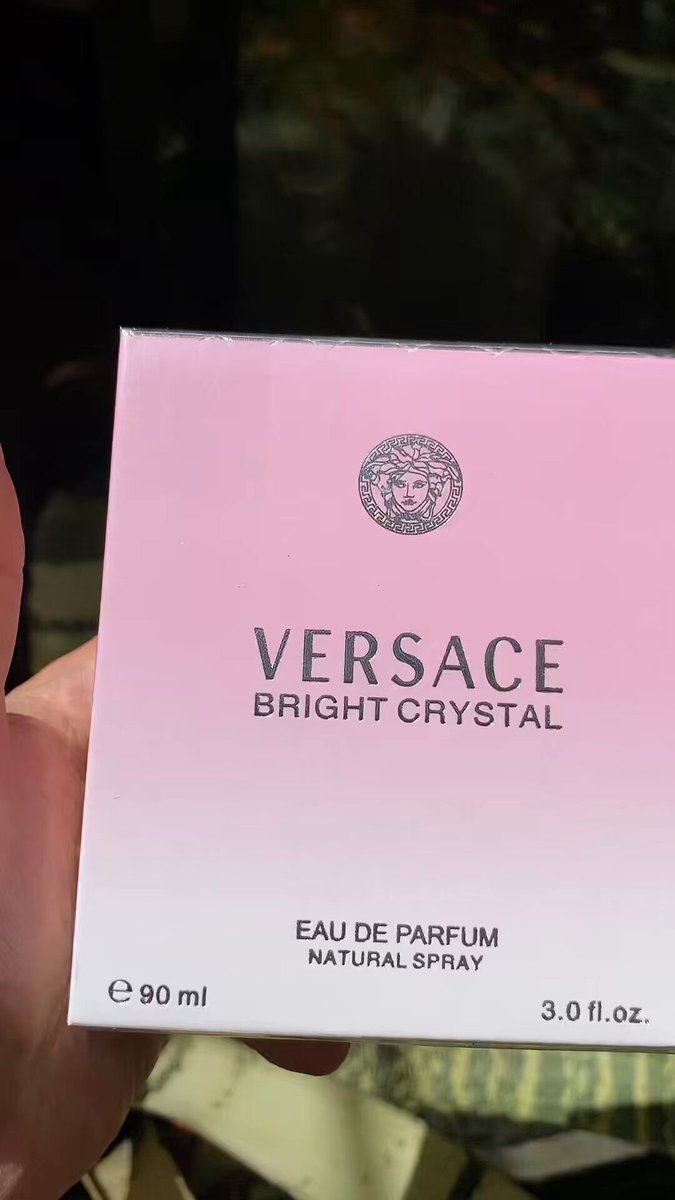 VERSACE
BRIGHT CRYSTAL
EAU DE PARFUM
NATURAL SPRAY
℮ 90 ml
3.0 fl.oz.